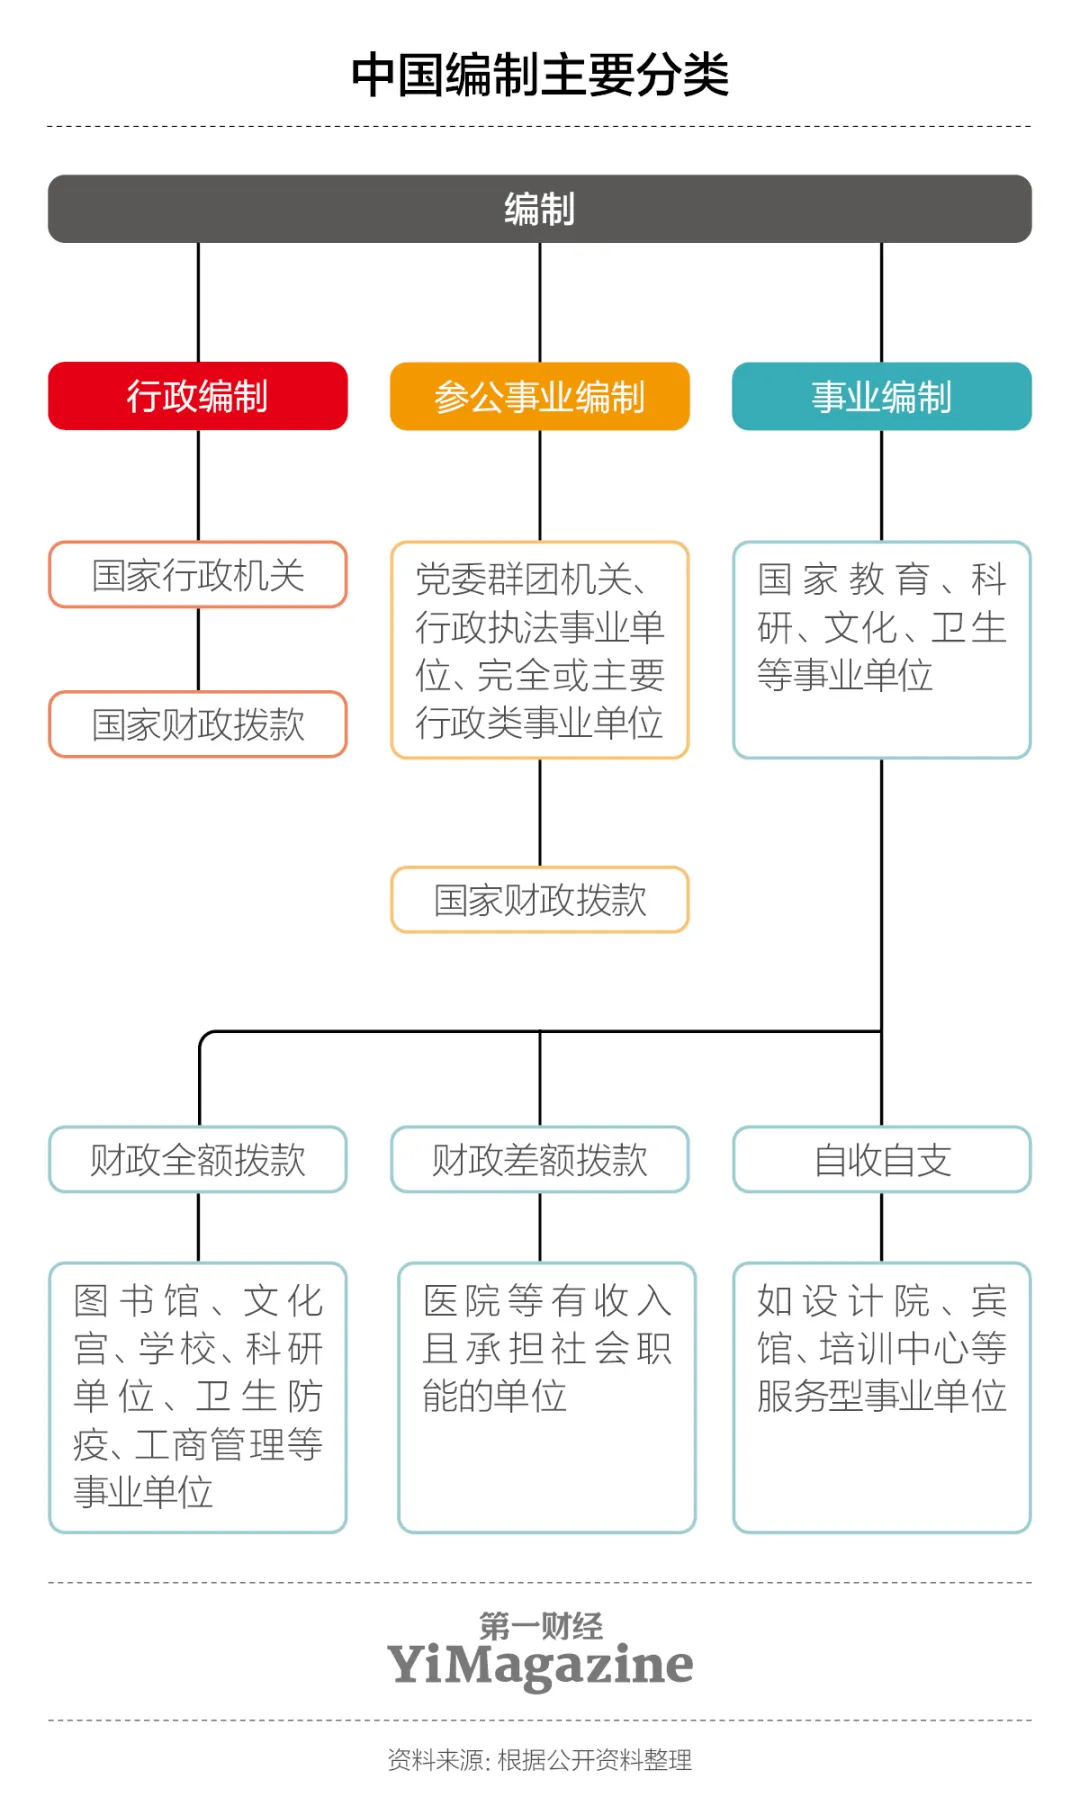 中国编制主要分类
编制
行政编制
参公事业编制
事业编制
国家行政机关
国家财政拨款
党委群团机关、
行政执法事业单
位、完全或主要
行政类事业单位
国家财政拨款
国家教育、科
研、文化、卫生
等事业单位
财政全额拨款
财政差额拨款
自收自支
图书馆、文化
宫、学校、科研
单位、卫生防
疫、工商管理等
事业单位
医院等有收入
且承担社会职
能的单位
如设计院、宾
馆、培训中心等
服务型事业单位
第一财经
YiMagazine
资料来源：根据公开资料整理